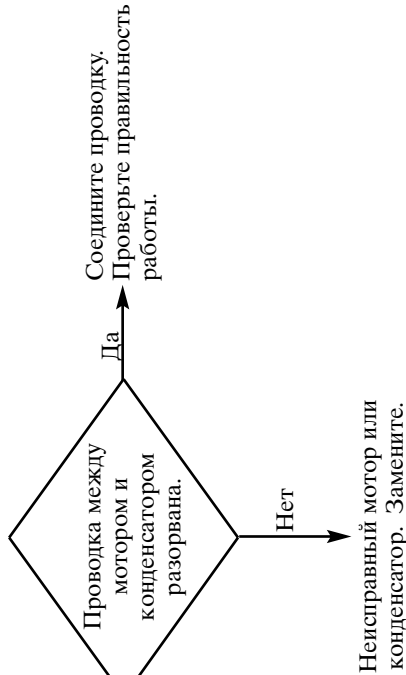 Проводка между
мотором и
конденсатором
разорвана.
Да
Соедините проводку.
Проверьте правильность
работы.
Нет
Неисправный мотор или
конденсатор. Замените.